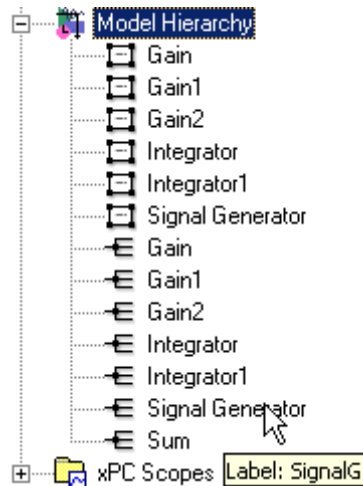 Model Hierarchy
Gain
Gain1
Gain2
Integrator
Integrator1
Signal Generator
Gain
Gain1
Gain2
Integrator
Integrator1
Signal Generator
Sum
xPC Scopes Label: SignalG